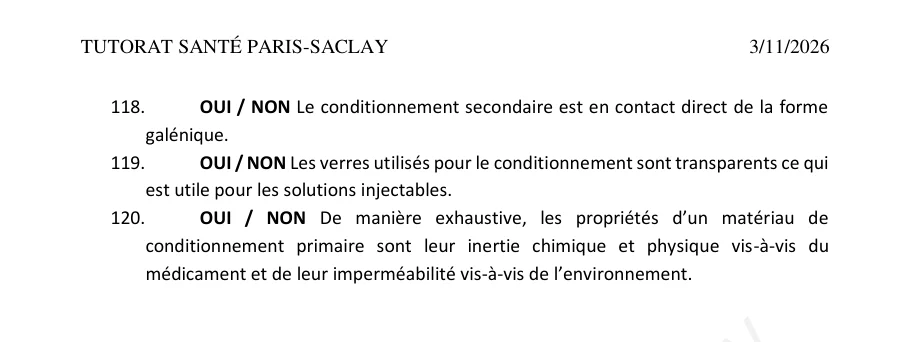 TUTORAT SANTÉ PARIS-SACLAY 3/11/2026
118. OUI / NON Le conditionnement secondaire est en contact direct de la forme
galénique.
119. OUI / NON Les verres utilisés pour le conditionnement sont transparents ce qui
est utile pour les solutions injectables.
120. OUI / NON De manière exhaustive, les propriétés d’un matériau de
conditionnement primaire sont leur inertie chimique et physique vis-à-vis du
médicament et de leur imperméabilité vis-à-vis de l’environnement.